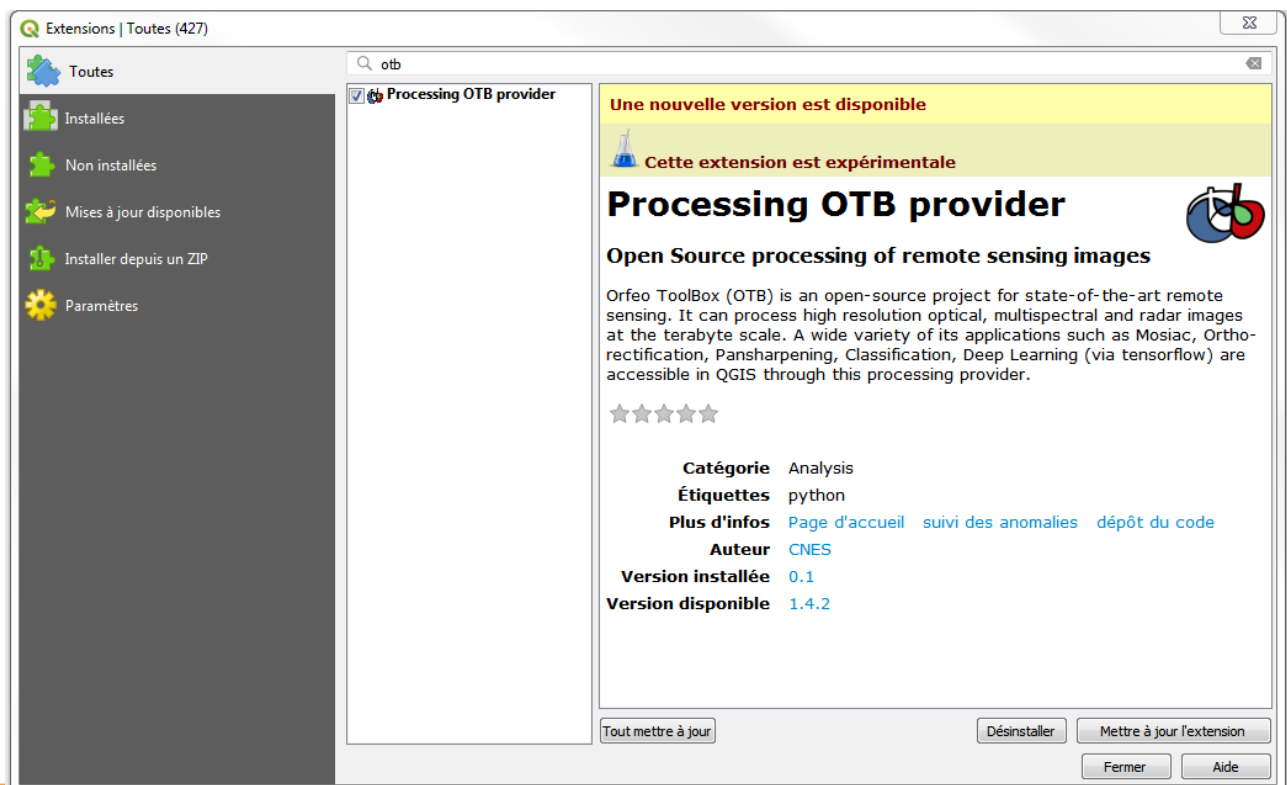 Extensions | Toutes (427)
Toutes
Installées
Non installées
Mises à jour disponibles
Installer depuis un ZIP
Paramètres
otb
Processing OTB provider
Une nouvelle version est disponible
Cette extension est expérimentale
Processing OTB provider
Open Source processing of remote sensing images
Orfeo ToolBox (OTB) is an open-source project for state-of-the-art remote
sensing. It can process high resolution optical, multispectral and radar images
at the terabyte scale. A wide variety of its applications such as Mosiac, Ortho-
rectification, Pansharpening, Classification, Deep Learning (via tensorflow) are
accessible in QGIS through this processing provider.
Catégorie Analysis
Étiquettes python
Plus d'infos Page d'accueil suivi des anomalies dépôt du code
Auteur CNES
Version installée 0.1
Version disponible 1.4.2
Tout mettre à jour Désinstaller Mettre à jour l'extension
Fermer Aide